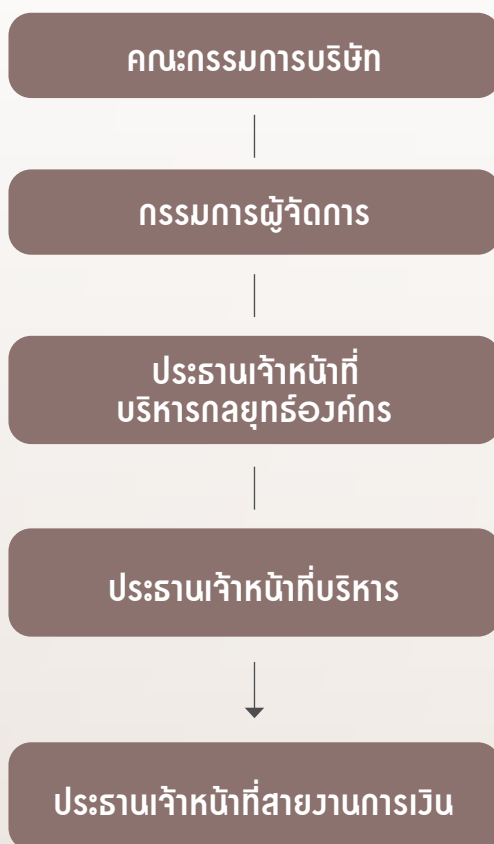 คณะกรรมการบริษัท
กรรมการผู้จัดการ
ประธานเจ้าหน้าที่
บริหารกลยุทธ์องค์กร
ประธานเจ้าหน้าที่บริหาร
ประธานเจ้าหน้าที่สายงานการเงิน